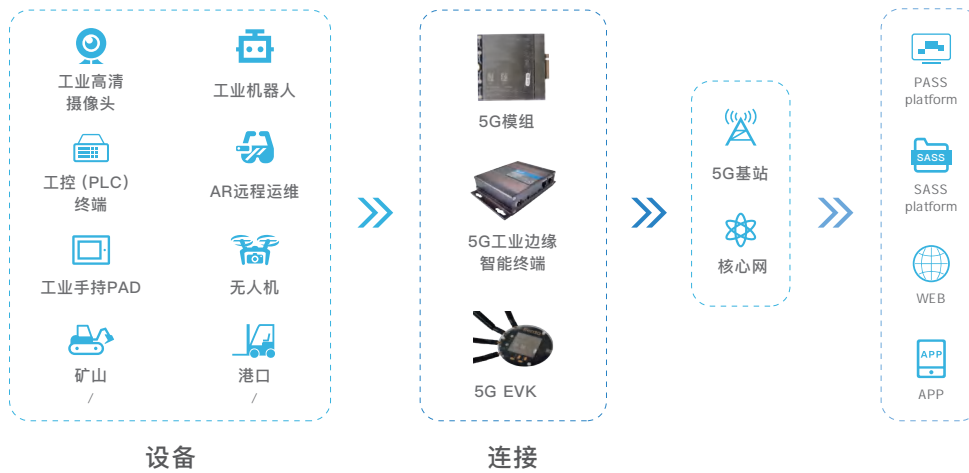 工业高清
摄像头
工业机器人
工控 (PLC)
终端
AR远程运维
工业手持PAD
无人机
矿山
/
港口
/
设备
5G模组
5G工业边缘
智能终端
5G EVK
连接
5G基站
核心网
PASS
platform
SASS
SASS
platform
WEB
APP
APP